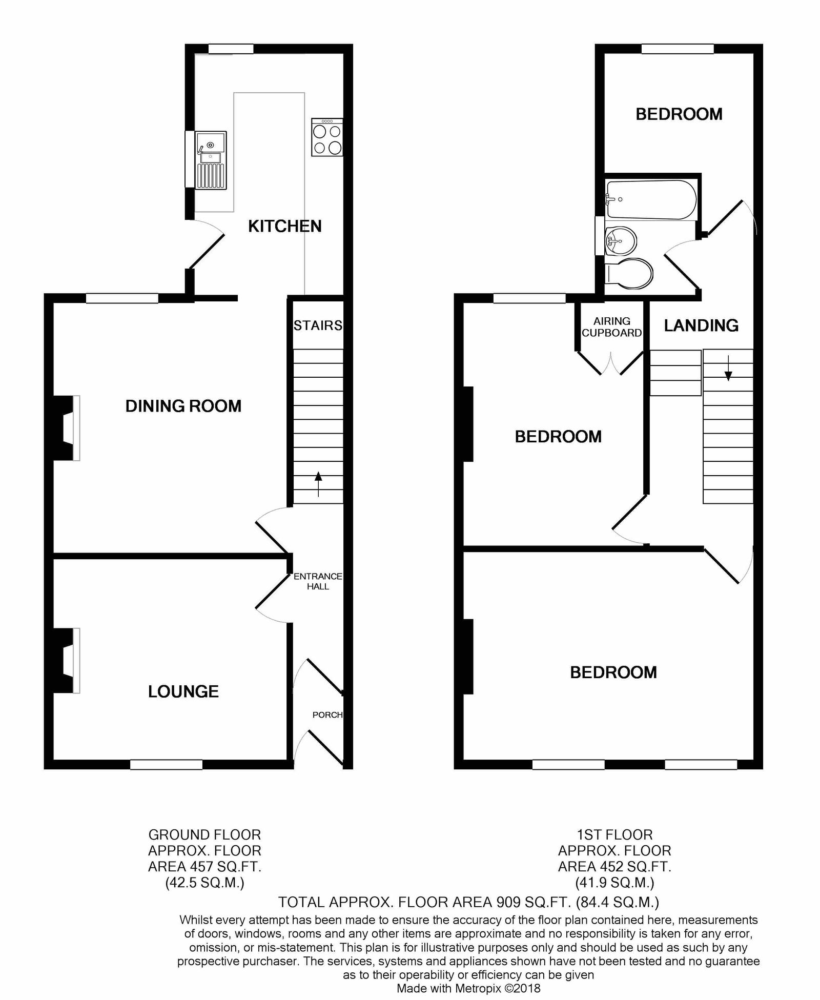 KITCHEN
STAIRS
DINING ROOM
ENTRANCE
HALL
LOUNGE
PORCH
BEDROOM
AIRING
CUPBOARD
LANDING
BEDROOM
BEDROOM
GROUND FLOOR
APPROX. FLOOR
AREA 457 SQ.FT.
(42.5 SQ.M.)
1ST FLOOR
APPROX. FLOOR
AREA 452 SQ.FT.
(41.9 SQ.M.)
TOTAL APPROX. FLOOR AREA 909 SQ.FT. (84.4 SQ.M.)
Whilst every attempt has been made to ensure the accuracy of the floor plan contained here, measurements
of doors, windows, rooms and any other items are approximate and no responsibility is taken for any error,
omission, or mis-statement. This plan is for illustrative purposes only and should be used as such by any
prospective purchaser. The services, systems and appliances shown have not been tested and no guarantee
as to their operability or efficiency can be given
Made with Metropix ©2018